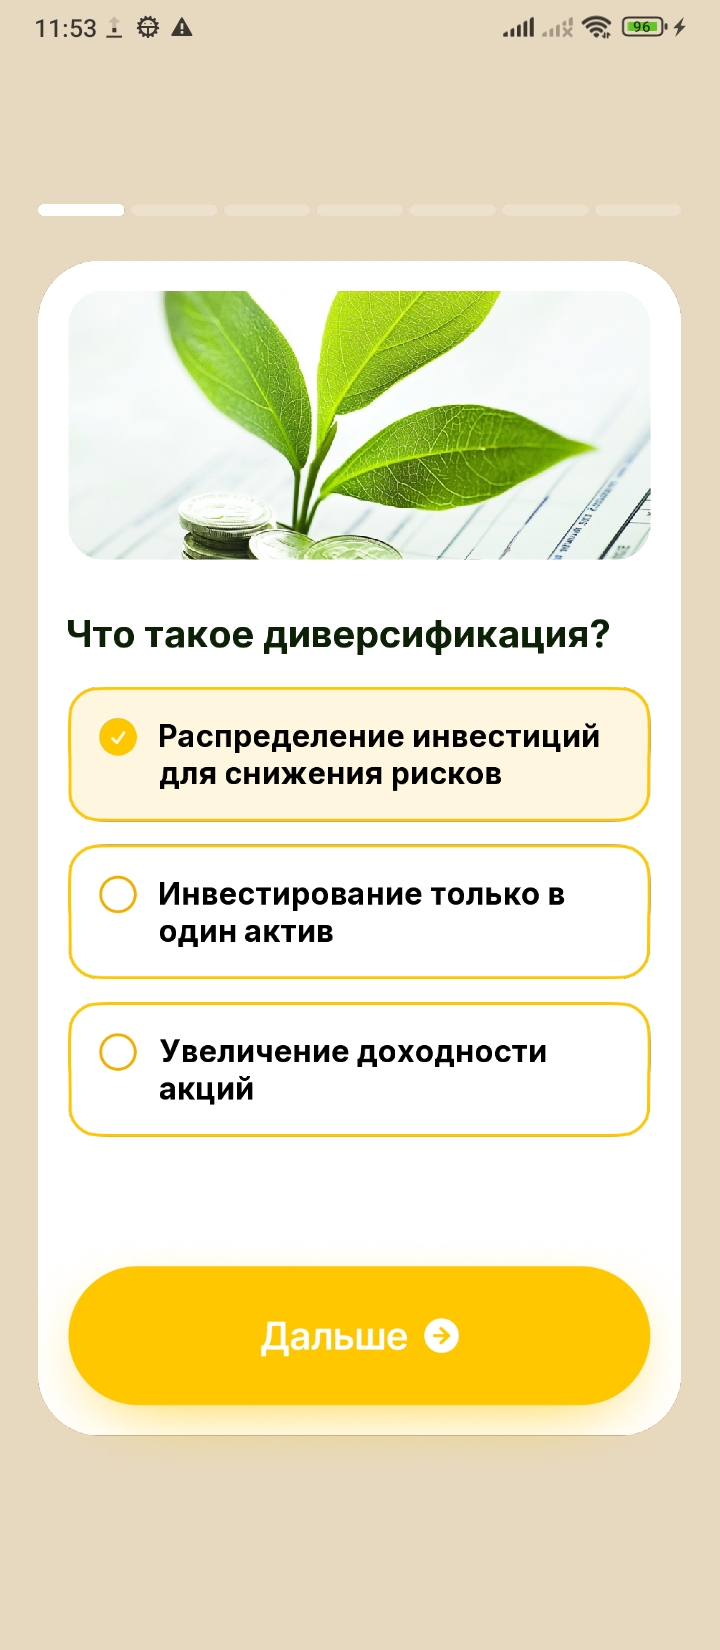 11:53
96
Что такое диверсификация?
Распределение инвестиций
для снижения рисков
Инвестирование только в
один актив
Увеличение доходности
акций
Дальше